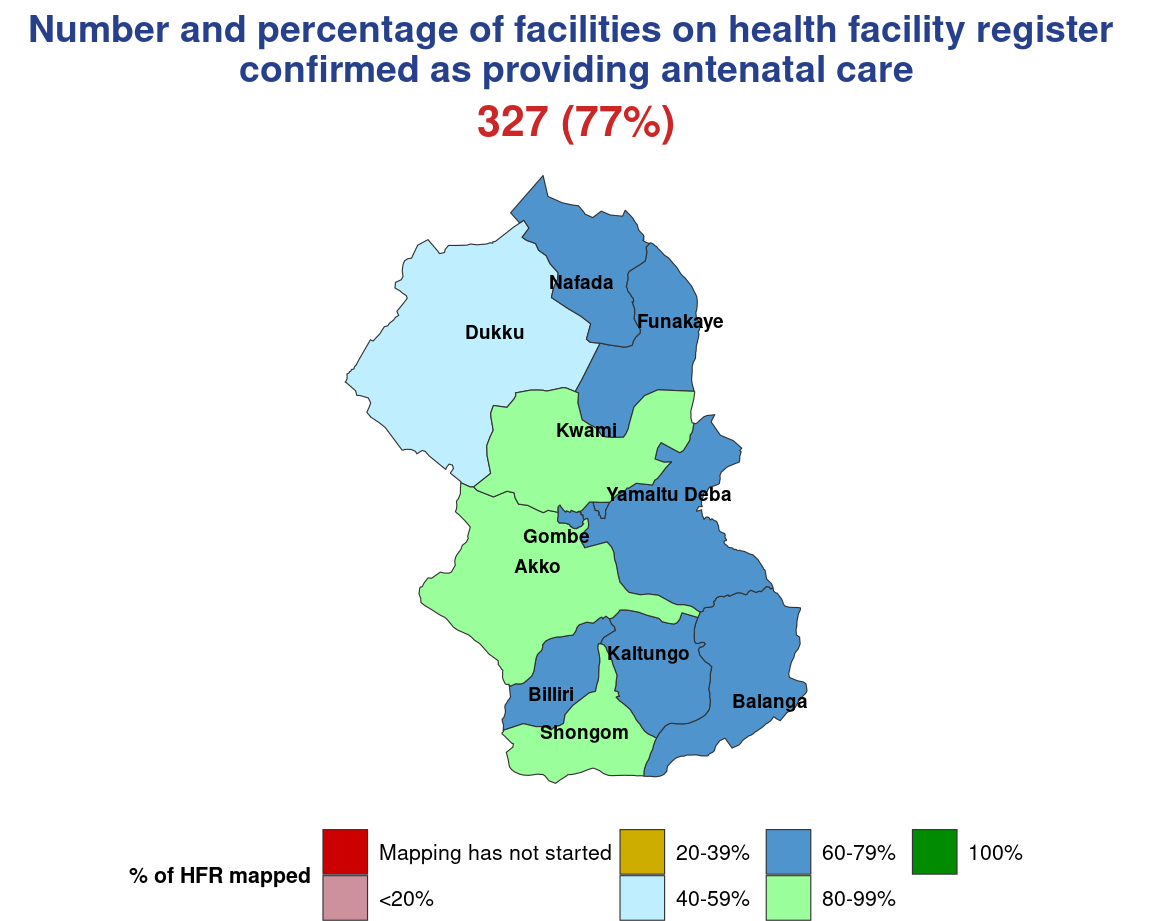 Number and percentage of facilities on health facility register
confirmed as providing antenatal care
327 (77%)
Nafada
Funakaye
Dukku
Kwami
Yamaltu Deba
Gombe
Akko
Kaltungo
Billiri
Balanga
Shongom
% of HFR mapped
Mapping has not started
<20%
20-39%
40-59%
60-79%
80-99%
100%